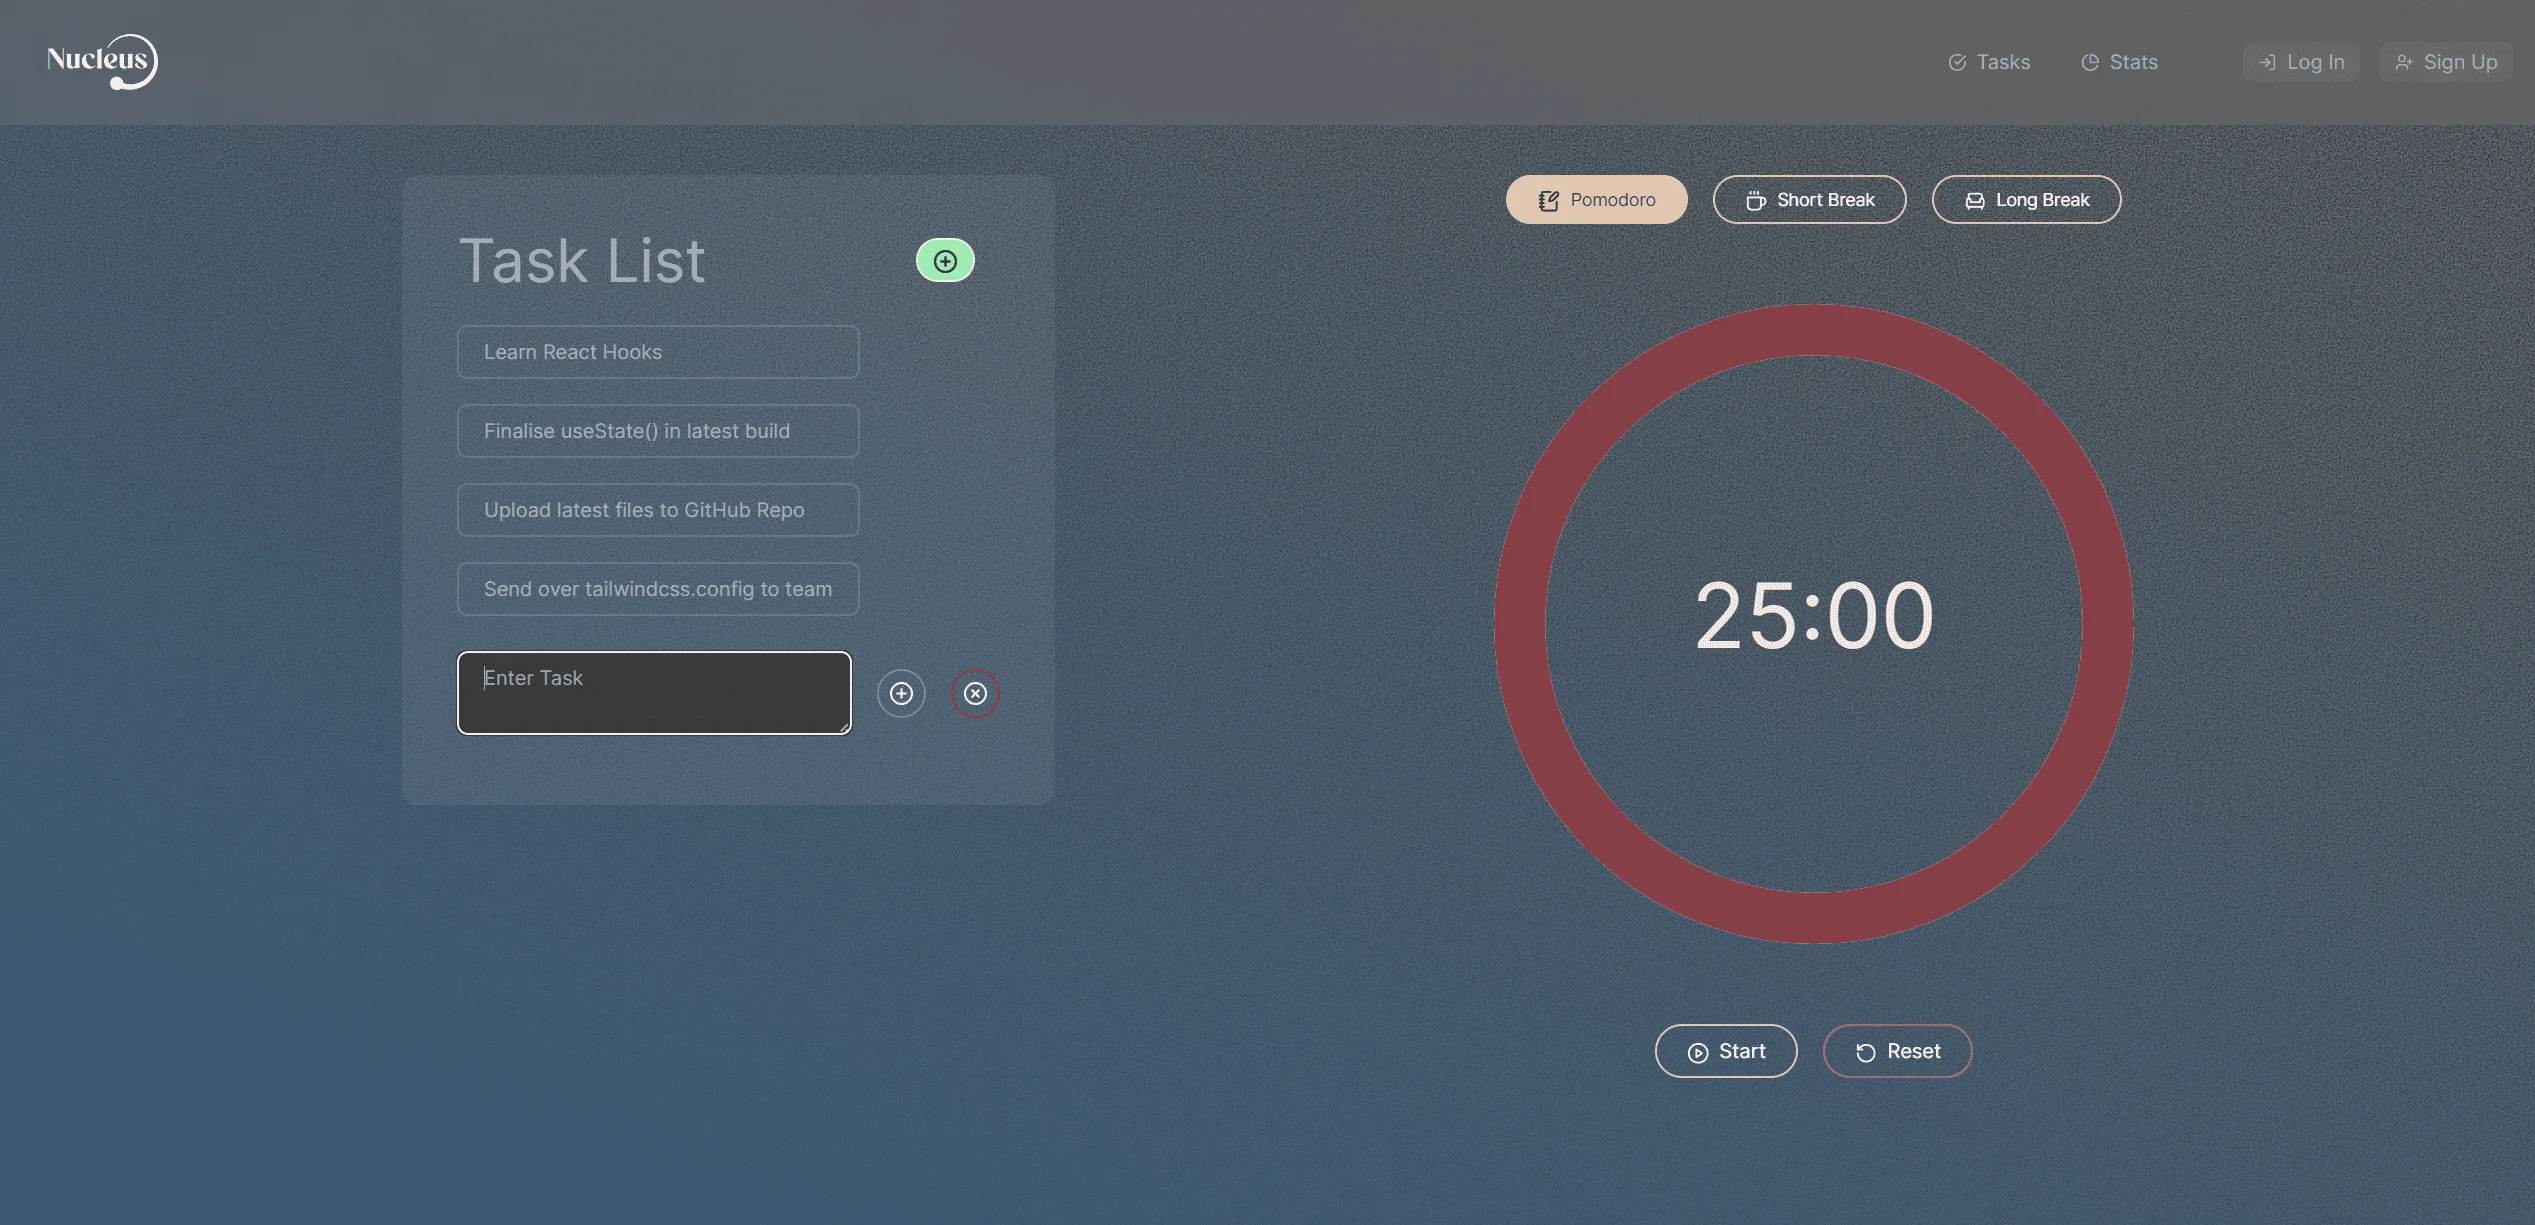 Nucleus
Tasks
Stats
Log In
Sign Up
Task List
Learn React Hooks
Finalise useState() in latest build
Upload latest files to GitHub Repo
Send over tailwindcss.config to team
Enter Task
Pomodoro
Short Break
Long Break
25:00
Start
Reset